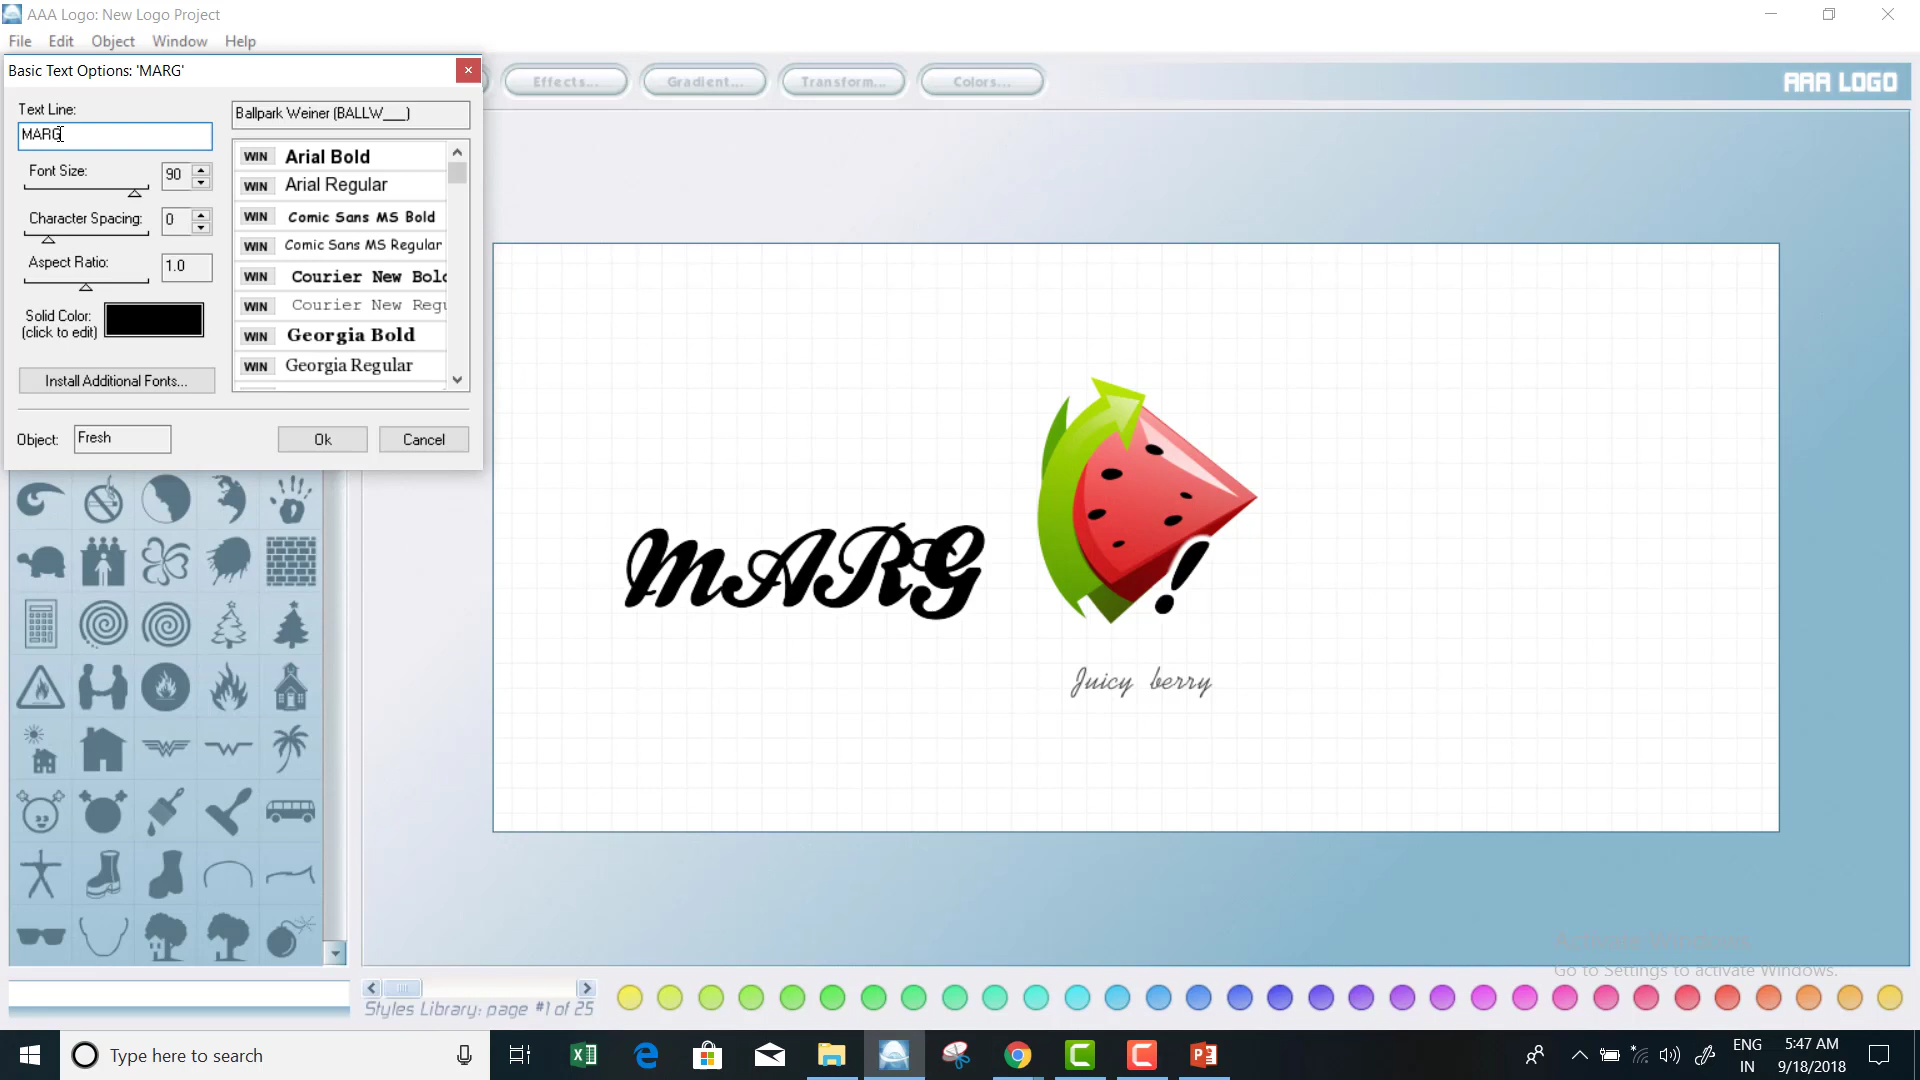 AAA Logo: New Logo Project
File Edit Object Window Help
Basic Text Options: 'MARG'
Effects... Gradient... Transform... Colors...
AAA LOGO
Text Line:
MARG
Font Size: 90
Character Spacing: 0
Aspect Ratio: 1.0
Solid Color:
(click to edit)
Install Additional Fonts...
Ballpark Weiner (BALLW___)
WIN Arial Bold
WIN Arial Regular
WIN Comic Sans MS Bold
WIN Comic Sans MS Regular
WIN Courier New Bold
WIN Courier New Regu
WIN Georgia Bold
WIN Georgia Regular
Object: Fresh Ok Cancel
MARG !
Juicy berry
Activate Windows
Go to Settings to activate Windows.
Styles Library: page #1 of 25
Type here to search
ENG
IN
5:47 AM
9/18/2018